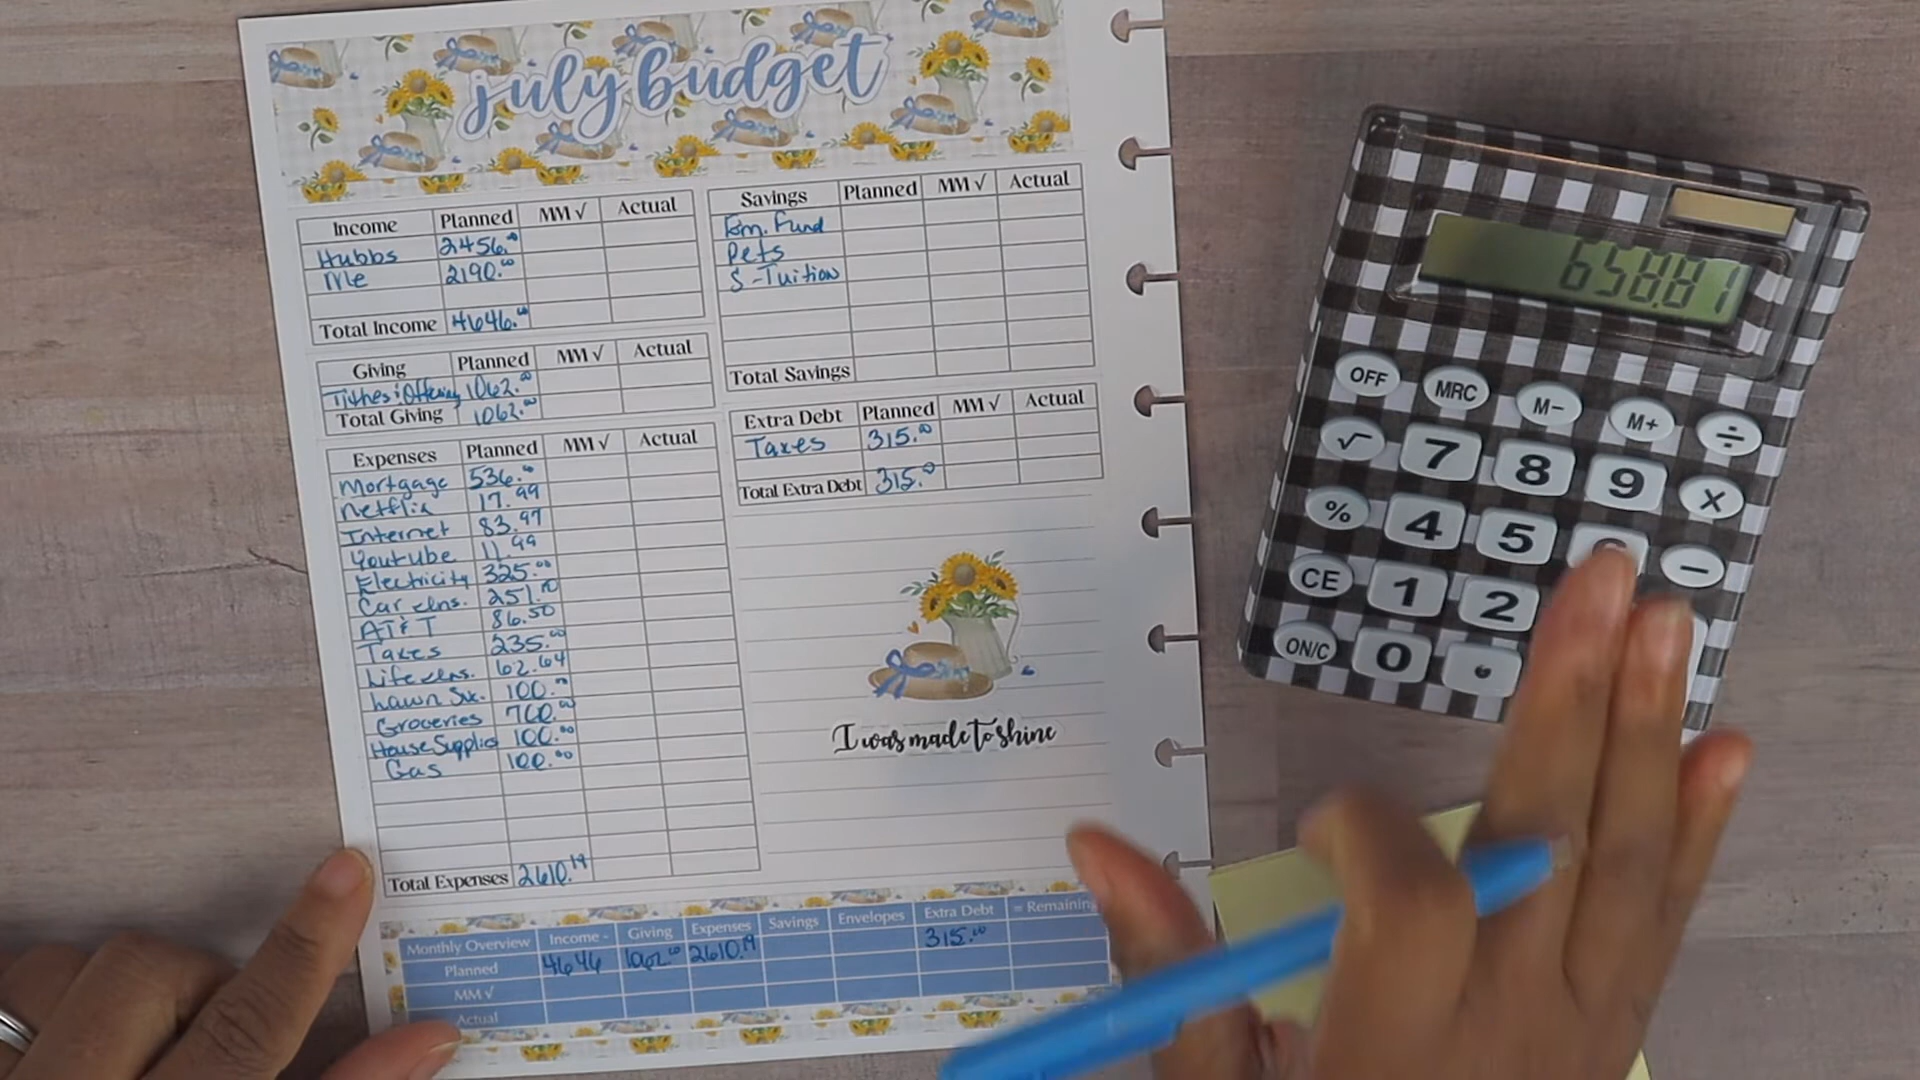 july budget
Income Planned MM √ Actual
Hubbs 2456.00
Me 2190.00
Total Income 4646.00
Giving Planned MM √ Actual
Tithes & Offering 1062.00
Total Giving 1062.00
Expenses Planned MM √ Actual
Mortgage 536.00
Netflix 17.99
Internet 83.97
Youtube 11.99
Electricity 325.00
Car Ins. 251.10
AT&T 86.50
Taxes 235.00
Life Ins. 62.64
Lawn Svc. 100.00
Groceries 700.00
House Supplies 100.00
Gas 100.00
Total Expenses 2610.19
Savings Planned MM √ Actual
Em. Fund
Pets
S-Tuition
Total Savings
Extra Debt Planned MM √ Actual
Taxes 315.00
Total Extra Debt 315.00
I was made to shine
Monthly Overview Income - Giving Expenses Savings Envelopes Extra Debt = Remaining
Planned 4646 1062.00 2610.19 315.00
MM √
Actual
658.81
OFF MRC M- M+ ÷
√ 7 8 9 X
% 4 5 6 −
CE 1 2
ON/C 0 .